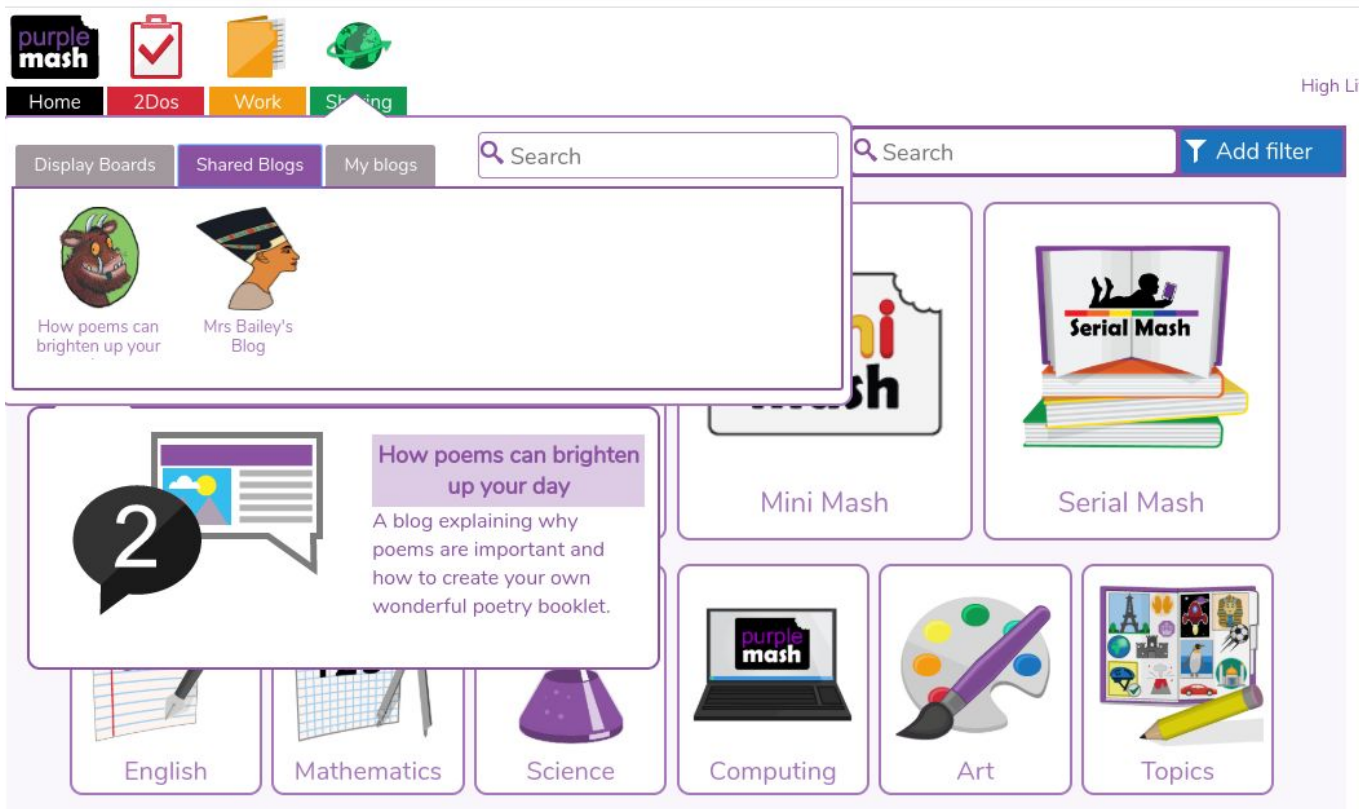 purple
mash
Home
2Dos
Work
Sharing
High Li
Display Boards
Shared Blogs
My blogs
Search
Search
Add filter
How poems can
brighten up your
Mrs Bailey's
Blog
Serial Mash
Mini Mash
Serial Mash
2
How poems can brighten
up your day
A blog explaining why
poems are important and
how to create your own
wonderful poetry booklet.
purple
mash
English
Mathematics
Science
Computing
Art
Topics